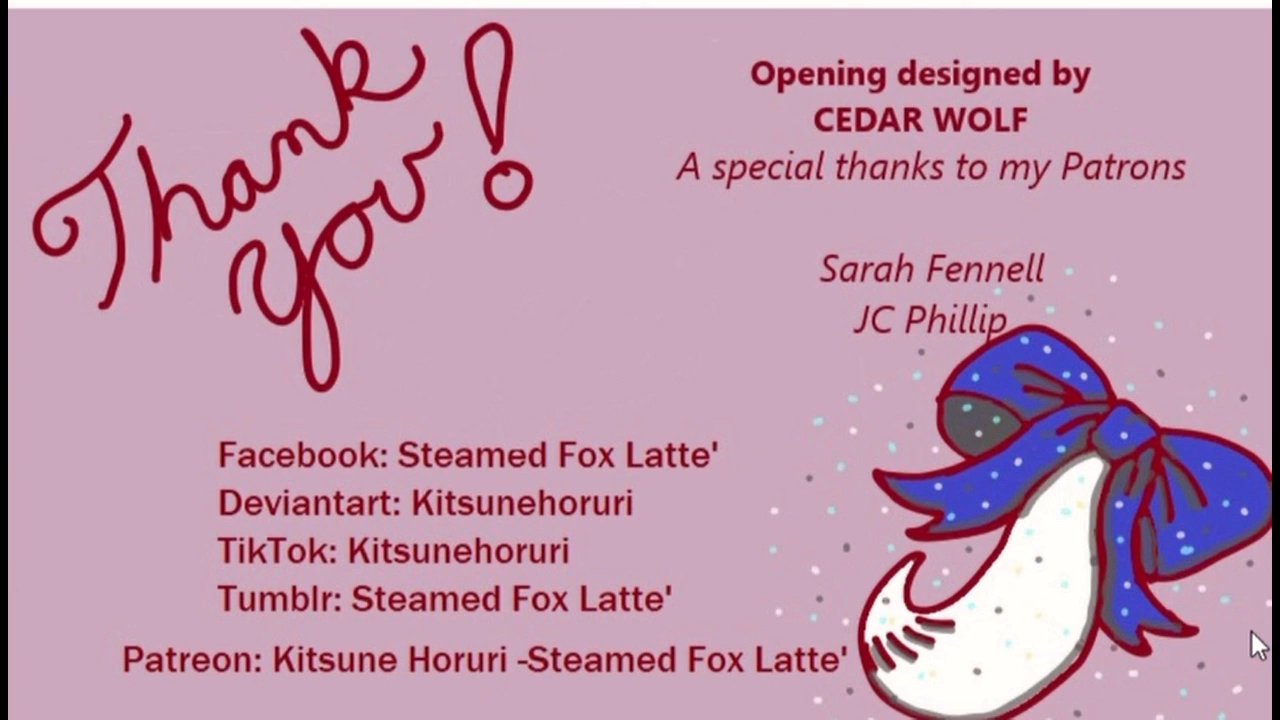 Thank
You!
Opening designed by
CEDAR WOLF
A special thanks to my Patrons
Sarah Fennell
JC Phillip
Facebook: Steamed Fox Latte'
Deviantart: Kitsunehoruri
TikTok: Kitsunehoruri
Tumblr: Steamed Fox Latte'
Patreon: Kitsune Horuri -Steamed Fox Latte'